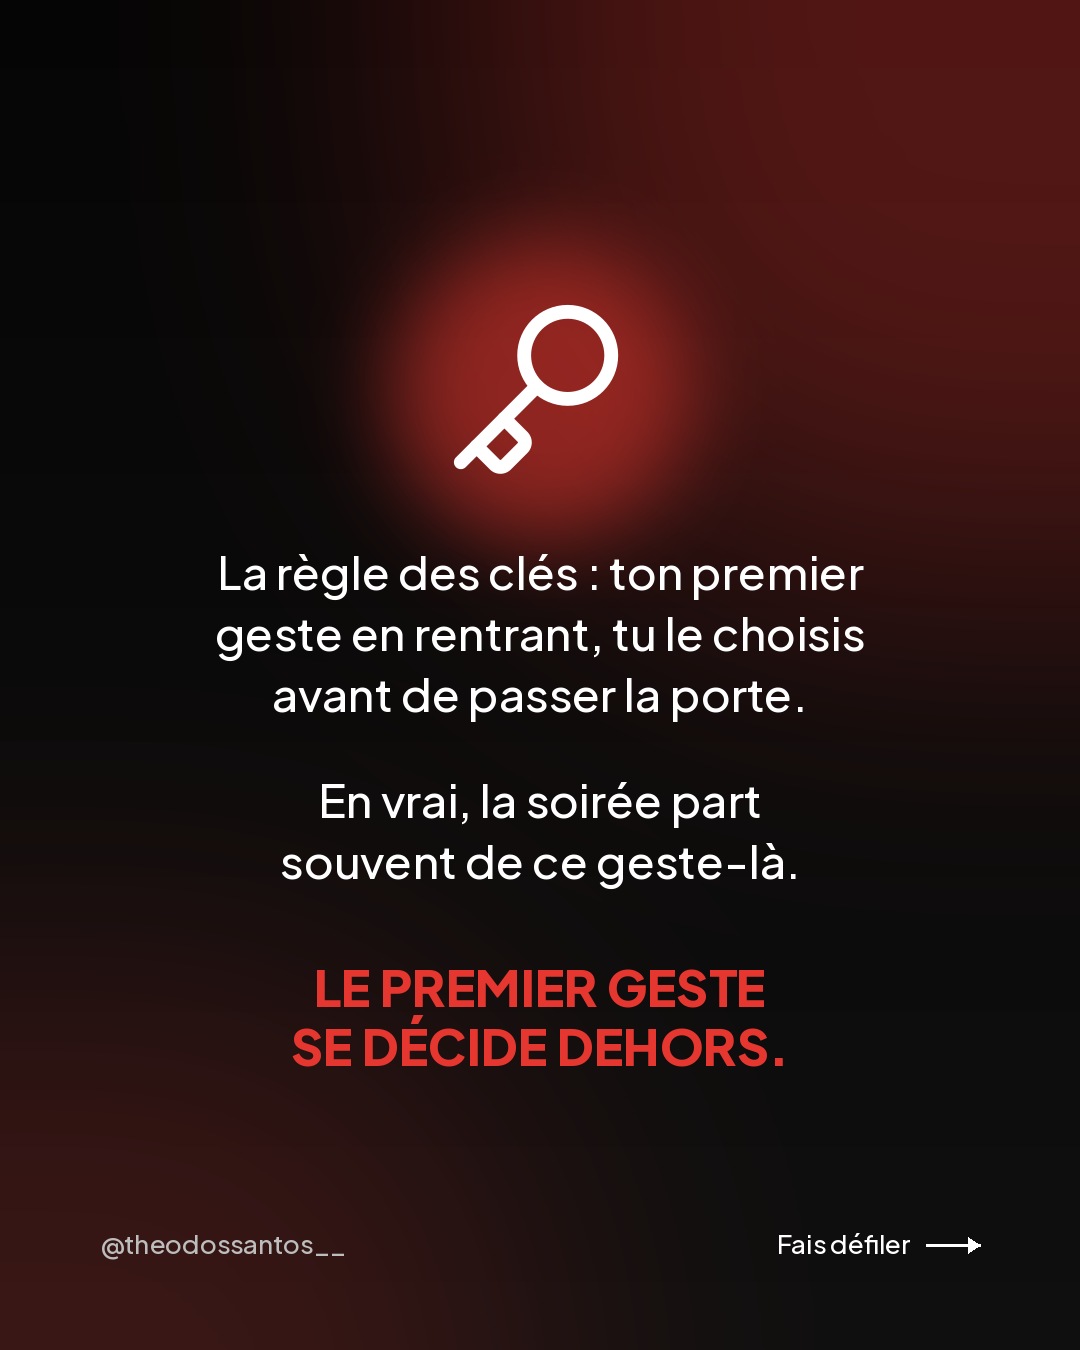 La règle des clés : ton premier
geste en rentrant, tu le choisis
avant de passer la porte.
En vrai, la soirée part
souvent de ce geste-là.
LE PREMIER GESTE
SE DÉCIDE DEHORS.
@theodossantos__
Fais défiler